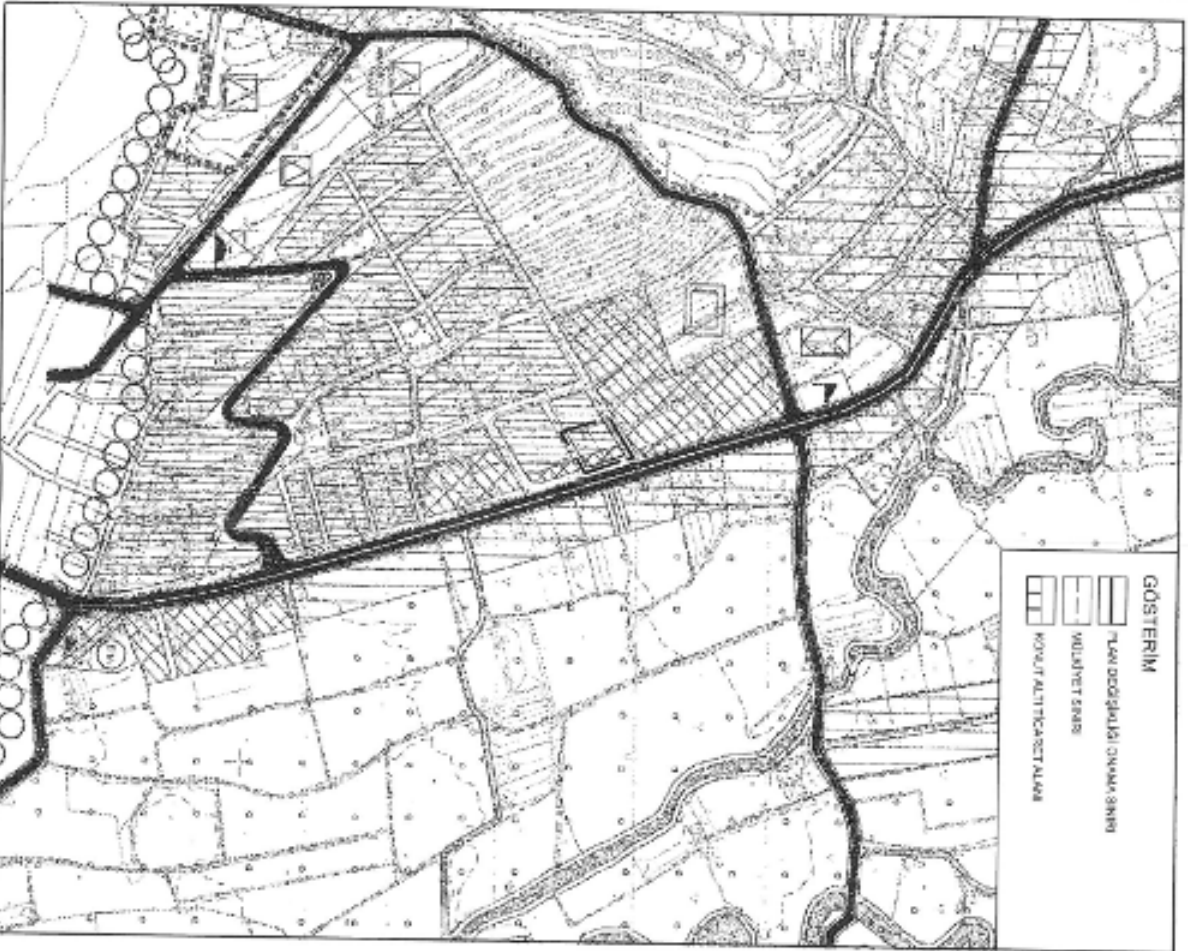 GÖSTERİM
PLAN DEĞİŞİKLİĞİ ONAMA SINIRI
MÜLKİYET SINIRI
KONUT ALTI TİCARET ALANI